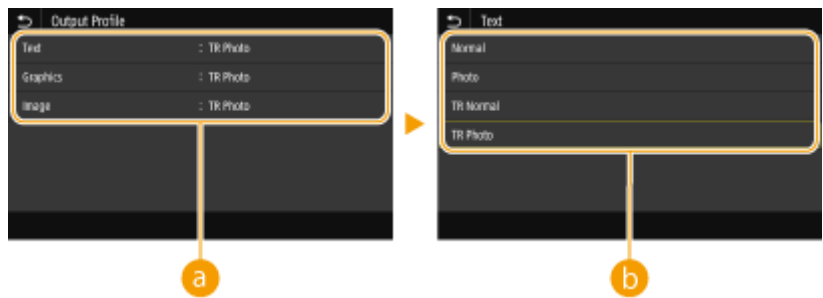 Output Profile
Text : TR Photo
Graphics : TR Photo
Image : TR Photo
a
Text
Normal
Photo
TR Normal
TR Photo
b